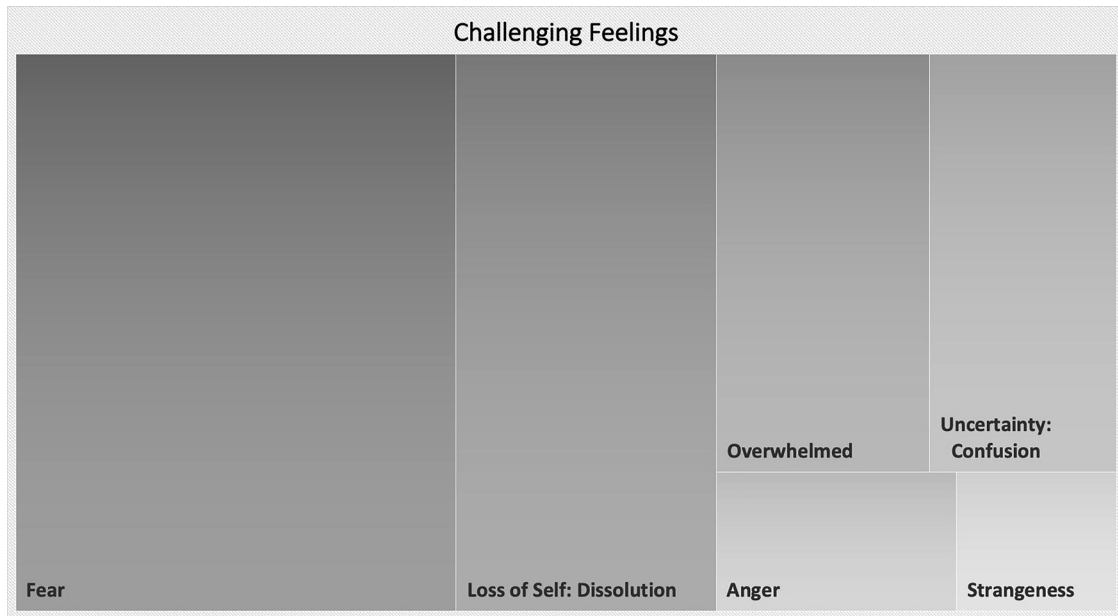 Challenging Feelings
Fear
Loss of Self: Dissolution
Overwhelmed
Uncertainty:
Confusion
Anger
Strangeness